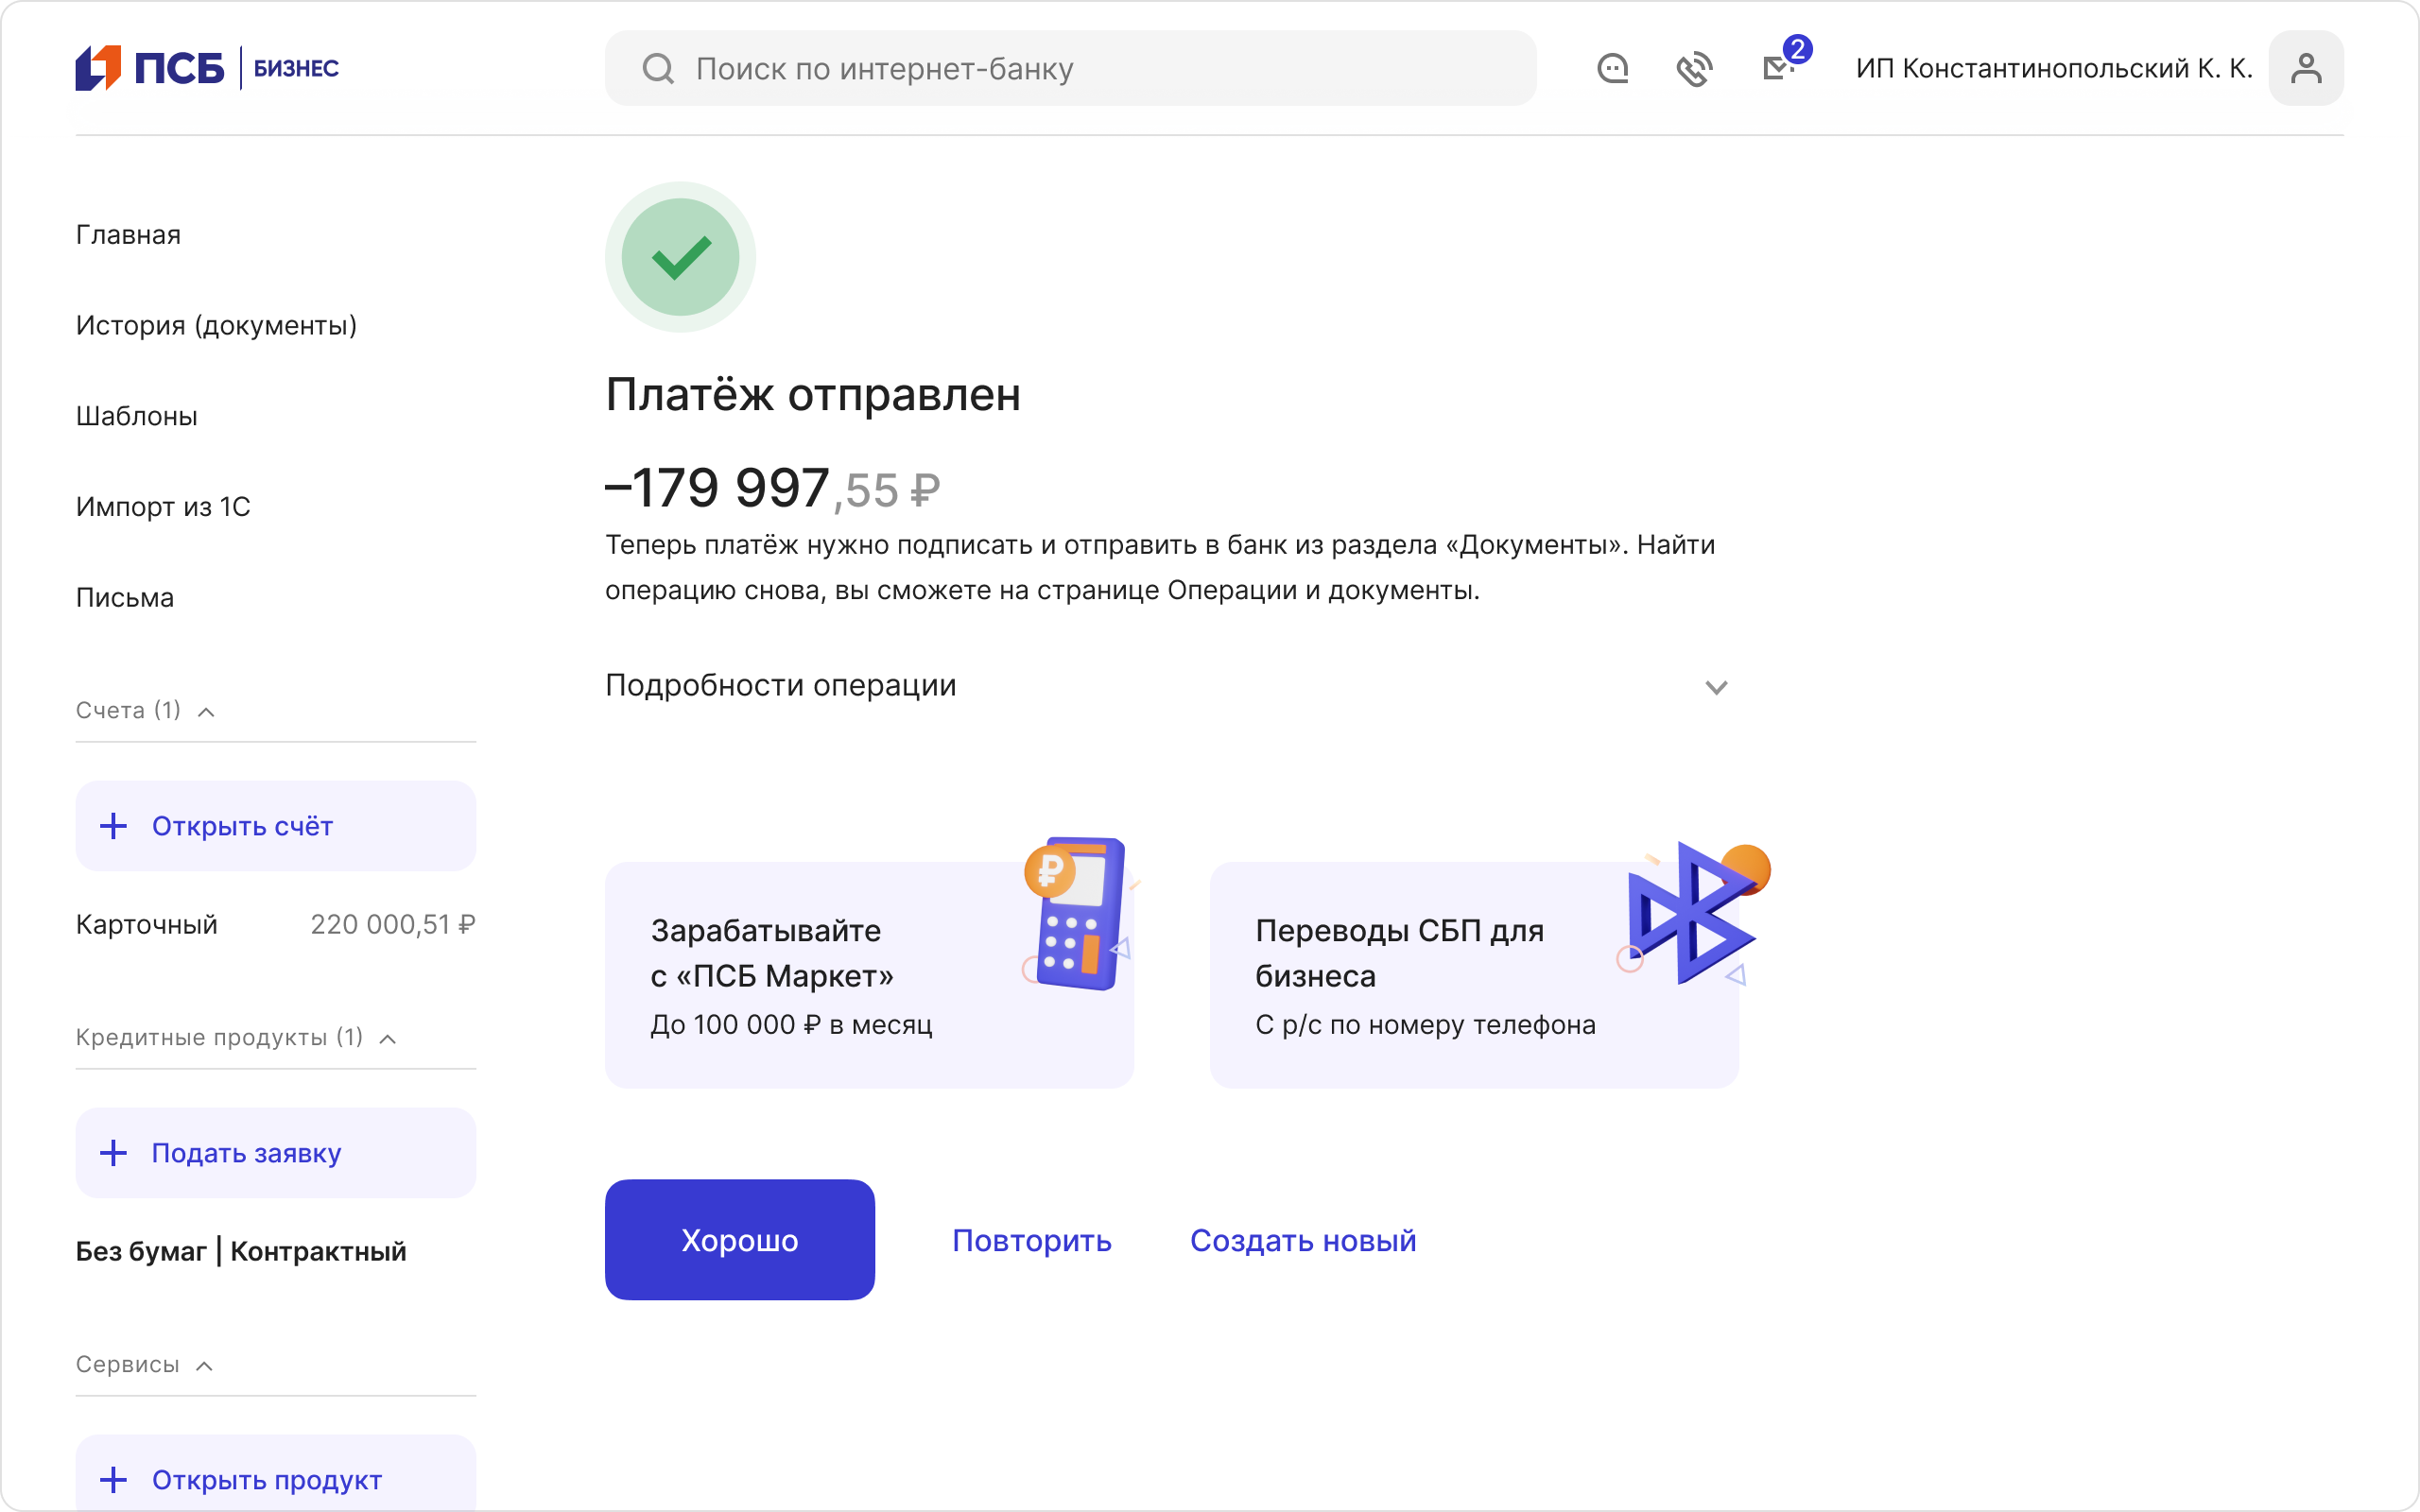 ПСБ | БИЗНЕС
Поиск по интернет-банку
2
ИП Константинопольский К. К.
Главная
История (документы)
Шаблоны
Импорт из 1С
Письма
Счета (1)
Открыть счёт
Карточный 220 000,51 ₽
Кредитные продукты (1)
Подать заявку
Без бумаг | Контрактный
Сервисы
Открыть продукт
Платёж отправлен
–179 997,55 ₽
Теперь платёж нужно подписать и отправить в банк из раздела «Документы». Найти
операцию снова, вы сможете на странице Операции и документы.
Подробности операции
Зарабатывайте
с «ПСБ Маркет»
До 100 000 ₽ в месяц
₽
Переводы СБП для
бизнеса
С р/с по номеру телефона
Хорошо
Повторить
Создать новый